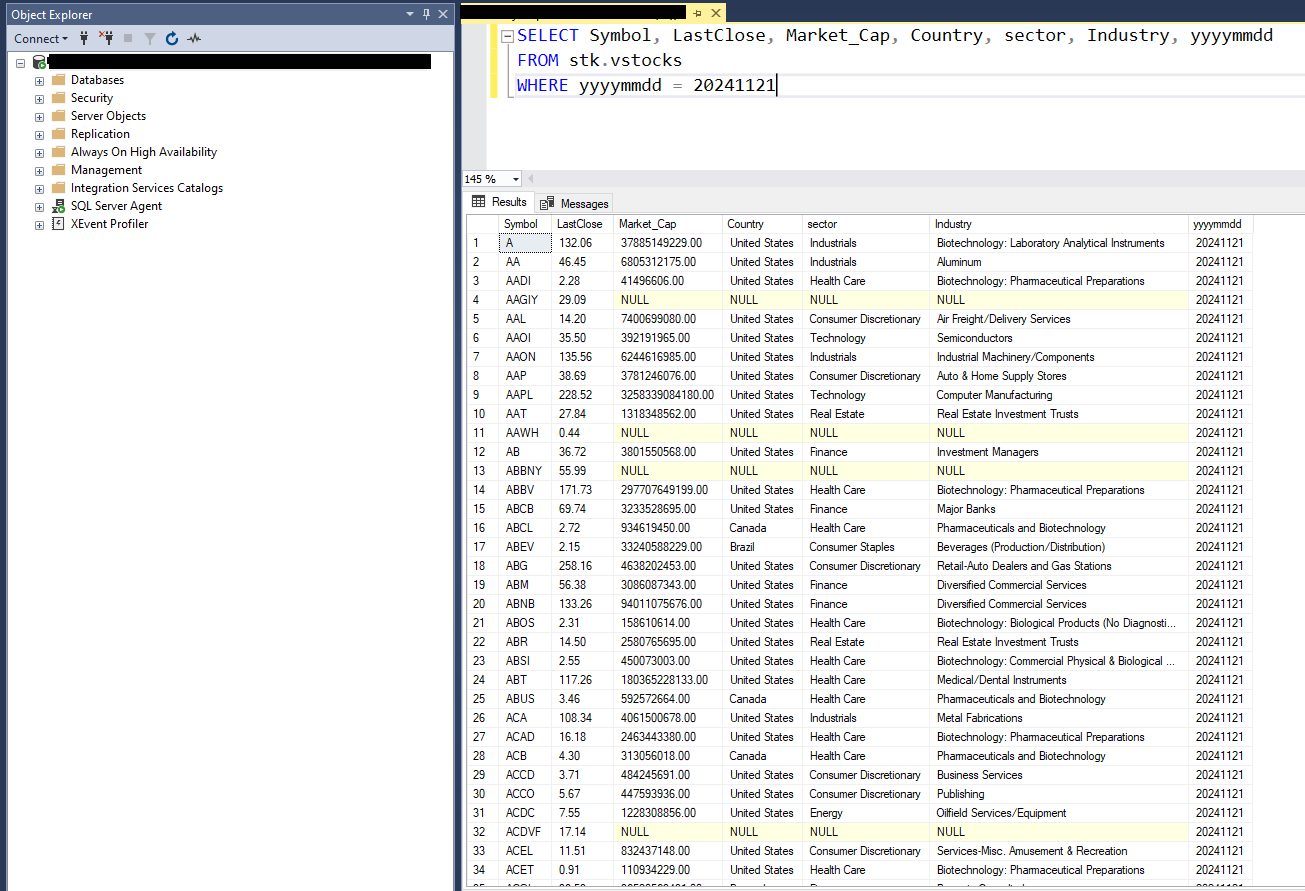 Object Explorer
Connect
Databases
Security
Server Objects
Replication
Always On High Availability
Management
Integration Services Catalogs
SQL Server Agent
XEvent Profiler
SELECT Symbol, LastClose, Market_Cap, Country, sector, Industry, yyyymmdd
FROM stk.vstocks
WHERE yyyymmdd = 20241121
145 %
Results Messages
Symbol LastClose Market_Cap Country sector Industry yyyymmdd
1 A 132.06 37885149229.00 United States Industrials Biotechnology: Laboratory Analytical Instruments 20241121
2 AA 46.45 6805312175.00 United States Industrials Aluminum 20241121
3 AADI 2.28 41496606.00 United States Health Care Biotechnology: Pharmaceutical Preparations 20241121
4 AAGIY 29.09 NULL NULL NULL NULL 20241121
5 AAL 14.20 7400699080.00 United States Consumer Discretionary Air Freight/Delivery Services 20241121
6 AAOI 35.50 392191965.00 United States Technology Semiconductors 20241121
7 AAON 135.56 6244616985.00 United States Industrials Industrial Machinery/Components 20241121
8 AAP 38.69 3781246076.00 United States Consumer Discretionary Auto & Home Supply Stores 20241121
9 AAPL 228.52 3258339084180.00 United States Technology Computer Manufacturing 20241121
10 AAT 27.84 1318348562.00 United States Real Estate Real Estate Investment Trusts 20241121
11 AAWH 0.44 NULL NULL NULL NULL 20241121
12 AB 36.72 3801550568.00 United States Finance Investment Managers 20241121
13 ABBNY 55.99 NULL NULL NULL NULL 20241121
14 ABBV 171.73 297707649199.00 United States Health Care Biotechnology: Pharmaceutical Preparations 20241121
15 ABCB 69.74 3233528695.00 United States Finance Major Banks 20241121
16 ABCL 2.72 934619450.00 Canada Health Care Pharmaceuticals and Biotechnology 20241121
17 ABEV 2.15 33240588229.00 Brazil Consumer Staples Beverages (Production/Distribution) 20241121
18 ABG 258.16 4638202453.00 United States Consumer Discretionary Retail-Auto Dealers and Gas Stations 20241121
19 ABM 56.38 3086087343.00 United States Finance Diversified Commercial Services 20241121
20 ABNB 133.26 94011075676.00 United States Finance Diversified Commercial Services 20241121
21 ABOS 2.31 158610614.00 United States Health Care Biotechnology: Biological Products (No Diagnosti... 20241121
22 ABR 14.50 2580765695.00 United States Real Estate Real Estate Investment Trusts 20241121
23 ABSI 2.55 450073003.00 United States Health Care Biotechnology: Commercial Physical & Biological ... 20241121
24 ABT 117.26 180365228133.00 United States Health Care Medical/Dental Instruments 20241121
25 ABUS 3.46 592572664.00 Canada Health Care Pharmaceuticals and Biotechnology 20241121
26 ACA 108.34 4061500678.00 United States Industrials Metal Fabrications 20241121
27 ACAD 16.18 2463443380.00 United States Health Care Biotechnology: Pharmaceutical Preparations 20241121
28 ACB 4.30 313056018.00 Canada Health Care Pharmaceuticals and Biotechnology 20241121
29 ACCD 3.71 484245691.00 United States Consumer Discretionary Business Services 20241121
30 ACCO 5.67 447593936.00 United States Consumer Discretionary Publishing 20241121
31 ACDC 7.55 1228308856.00 United States Energy Oilfield Services/Equipment 20241121
32 ACDVF 17.14 NULL NULL NULL NULL 20241121
33 ACEL 11.51 832437148.00 United States Consumer Discretionary Services-Misc. Amusement & Recreation 20241121
34 ACET 0.91 110934229.00 United States Health Care Biotechnology: Pharmaceutical Preparations 20241121